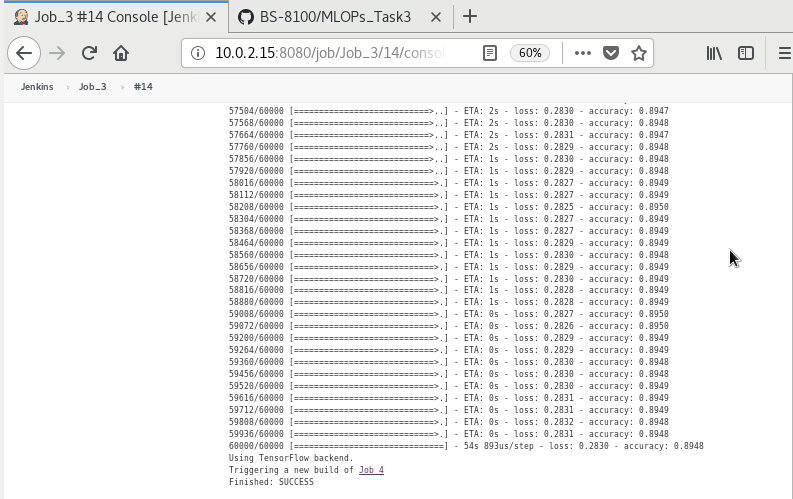 Job_3 #14 Console [Jenki
BS-8100/MLOPs_Task3
10.0.2.15:8080/job/Job_3/14/conso
60%
Jenkins
Job_3
#14
57504/60000 [============================>..] - ETA: 2s - loss: 0.2830 - accuracy: 0.8947
57568/60000 [============================>..] - ETA: 2s - loss: 0.2830 - accuracy: 0.8948
57664/60000 [============================>..] - ETA: 2s - loss: 0.2831 - accuracy: 0.8947
57760/60000 [============================>..] - ETA: 2s - loss: 0.2829 - accuracy: 0.8948
57856/60000 [============================>..] - ETA: 1s - loss: 0.2830 - accuracy: 0.8948
57920/60000 [============================>..] - ETA: 1s - loss: 0.2829 - accuracy: 0.8948
58016/60000 [=============================>.] - ETA: 1s - loss: 0.2827 - accuracy: 0.8949
58112/60000 [=============================>.] - ETA: 1s - loss: 0.2827 - accuracy: 0.8949
58208/60000 [=============================>.] - ETA: 1s - loss: 0.2825 - accuracy: 0.8950
58304/60000 [=============================>.] - ETA: 1s - loss: 0.2827 - accuracy: 0.8949
58368/60000 [=============================>.] - ETA: 1s - loss: 0.2827 - accuracy: 0.8949
58464/60000 [=============================>.] - ETA: 1s - loss: 0.2829 - accuracy: 0.8949
58560/60000 [=============================>.] - ETA: 1s - loss: 0.2830 - accuracy: 0.8948
58656/60000 [=============================>.] - ETA: 1s - loss: 0.2829 - accuracy: 0.8949
58720/60000 [=============================>.] - ETA: 1s - loss: 0.2830 - accuracy: 0.8949
58816/60000 [=============================>.] - ETA: 1s - loss: 0.2828 - accuracy: 0.8949
58880/60000 [=============================>.] - ETA: 1s - loss: 0.2828 - accuracy: 0.8949
59008/60000 [=============================>.] - ETA: 0s - loss: 0.2827 - accuracy: 0.8950
59072/60000 [=============================>.] - ETA: 0s - loss: 0.2826 - accuracy: 0.8950
59200/60000 [=============================>.] - ETA: 0s - loss: 0.2829 - accuracy: 0.8949
59264/60000 [=============================>.] - ETA: 0s - loss: 0.2829 - accuracy: 0.8949
59360/60000 [=============================>.] - ETA: 0s - loss: 0.2830 - accuracy: 0.8948
59456/60000 [=============================>.] - ETA: 0s - loss: 0.2830 - accuracy: 0.8948
59520/60000 [=============================>.] - ETA: 0s - loss: 0.2830 - accuracy: 0.8949
59616/60000 [=============================>.] - ETA: 0s - loss: 0.2831 - accuracy: 0.8949
59712/60000 [=============================>.] - ETA: 0s - loss: 0.2831 - accuracy: 0.8949
59808/60000 [=============================>.] - ETA: 0s - loss: 0.2832 - accuracy: 0.8948
59936/60000 [=============================>.] - ETA: 0s - loss: 0.2831 - accuracy: 0.8948
60000/60000 [==============================] - 54s 893us/step - loss: 0.2830 - accuracy: 0.8948
Using TensorFlow backend.
Triggering a new build of Job_4
Finished: SUCCESS